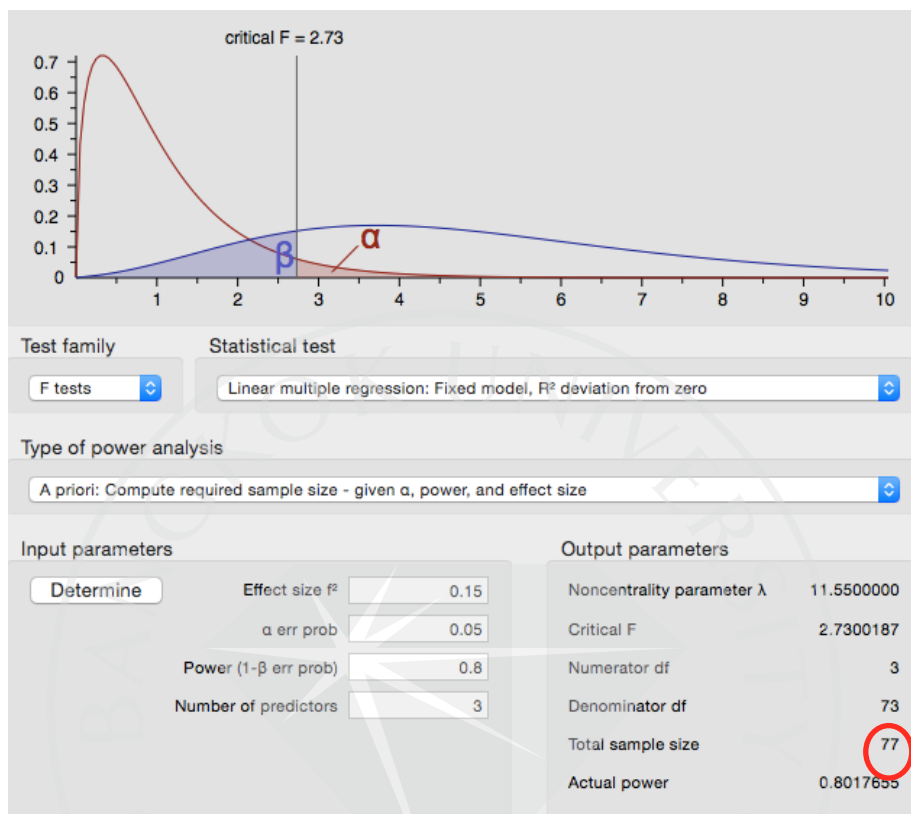 critical F = 2.73
0.7
0.6
0.5
0.4
0.3
0.2
0.1
0
β
α
1 2 3 4 5 6 7 8 9 10
Test family Statistical test
F tests Linear multiple regression: Fixed model, R² deviation from zero
Type of power analysis
A priori: Compute required sample size - given α, power, and effect size
Input parameters Output parameters
Determine Effect size f² 0.15 Noncentrality parameter λ 11.5500000
α err prob 0.05 Critical F 2.7300187
Power (1-β err prob) 0.8 Numerator df 3
Number of predictors 3 Denominator df 73
Total sample size 77
Actual power 0.8017655
BANGKOK UNIVERSITY